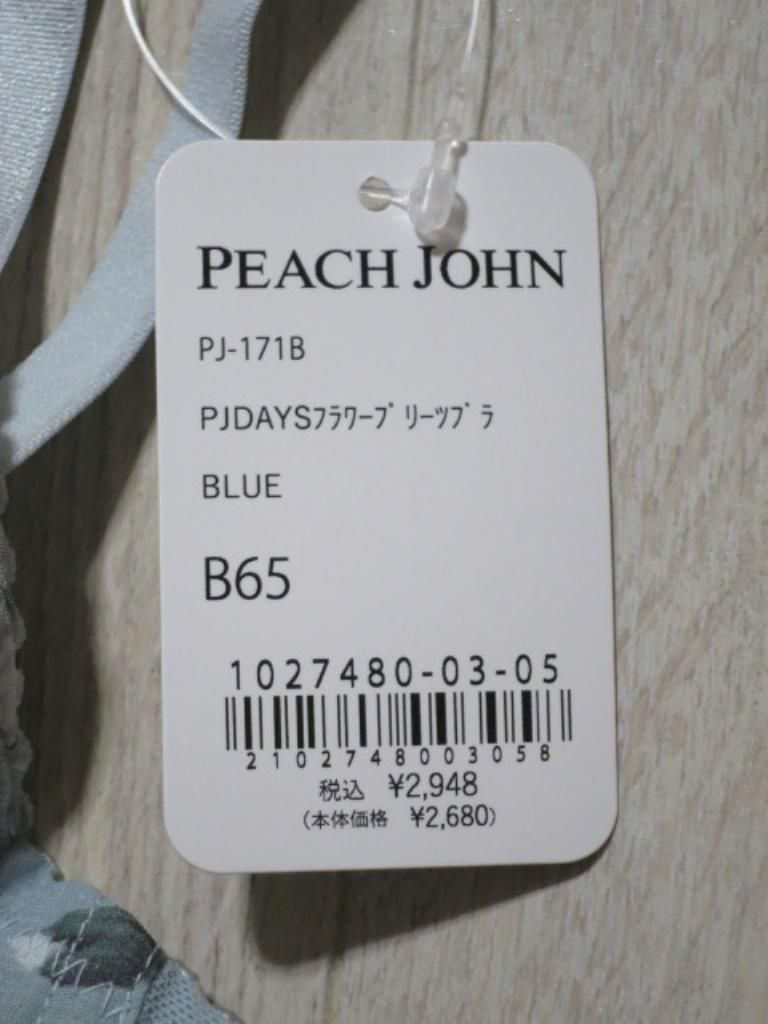 PEACH JOHN
PJ-171B
PJDAYSﾌﾗﾜｰﾌﾟﾘｰﾂﾌﾞﾗ
BLUE
B65
1027480-03-05
2102748003058
税込 ¥2,948
(本体価格 ¥2,680)